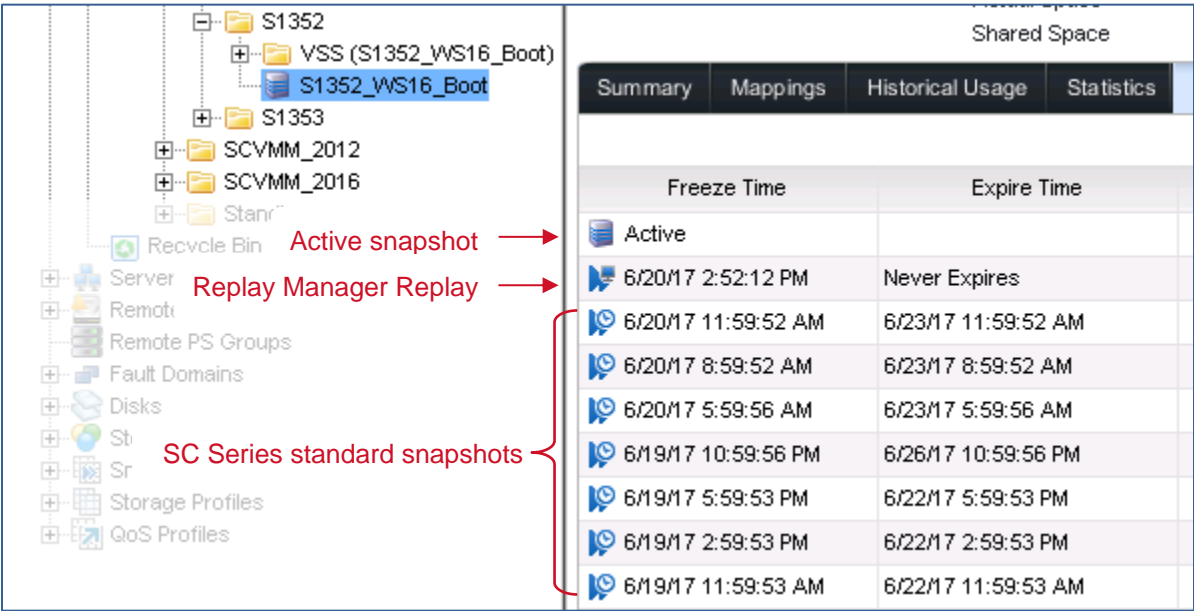 S1352
VSS (S1352_WS16_Boot)
S1352_WS16_Boot
S1353
SCVMM_2012
SCVMM_2016
Recycle Bin
Server
Remote PS Groups
Fault Domains
Disks
Storage Profiles
QoS Profiles
Active snapshot
Replay Manager Replay
SC Series standard snapshots
Shared Space
Summary Mappings Historical Usage Statistics
Freeze Time Expire Time
Active
6/20/17 2:52:12 PM Never Expires
6/20/17 11:59:52 AM 6/23/17 11:59:52 AM
6/20/17 8:59:52 AM 6/23/17 8:59:52 AM
6/20/17 5:59:56 AM 6/23/17 5:59:56 AM
6/19/17 10:59:56 PM 6/26/17 10:59:56 PM
6/19/17 5:59:53 PM 6/22/17 5:59:53 PM
6/19/17 2:59:53 PM 6/22/17 2:59:53 PM
6/19/17 11:59:53 AM 6/22/17 11:59:53 AM